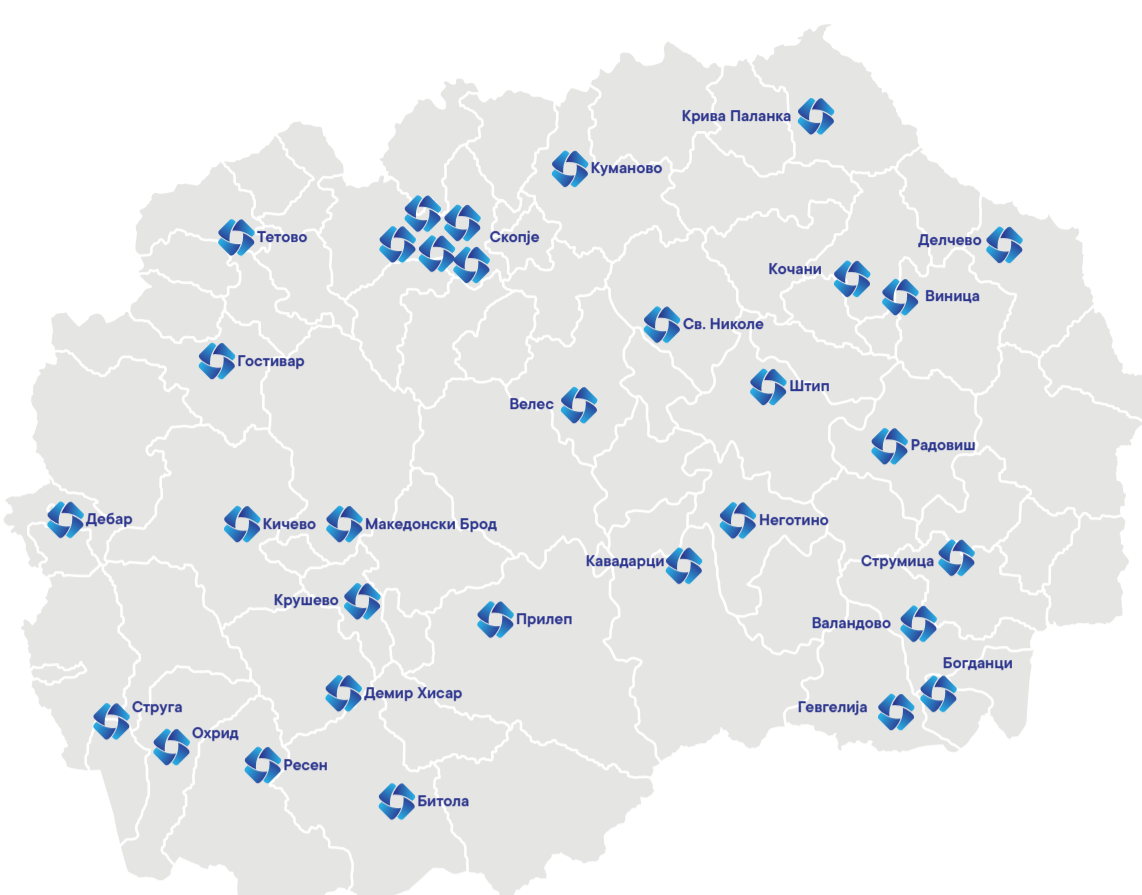 Крива Паланка
Куманово
Тетово
Скопје
Делчево
Кочани
Виница
Св. Николе
Гостивар
Штип
Велес
Радовиш
Дебар
Кичево
Македонски Брод
Неготино
Кавадарци
Струмица
Крушево
Прилеп
Валандово
Богданци
Демир Хисар
Гевгелија
Струга
Охрид
Ресен
Битола